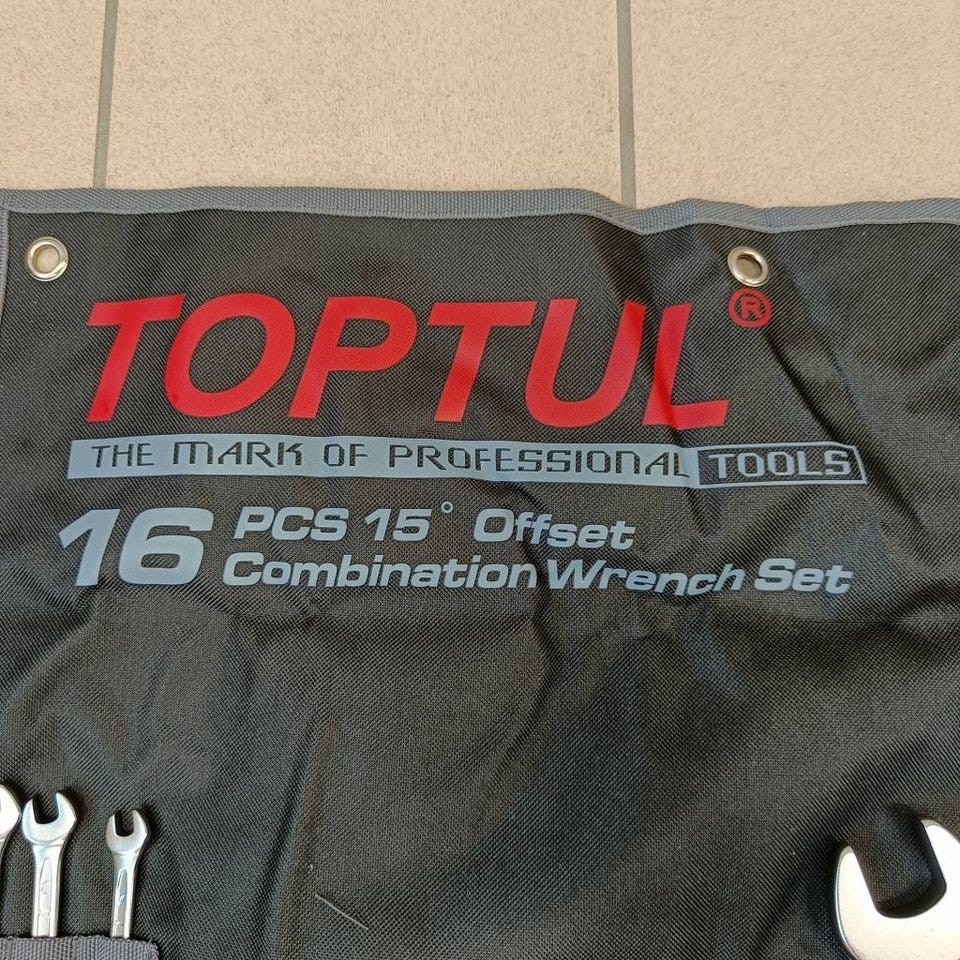 TOPTUL®
THE MARK OF PROFESSIONAL TOOLS
16 PCS 15° Offset
Combination Wrench Set